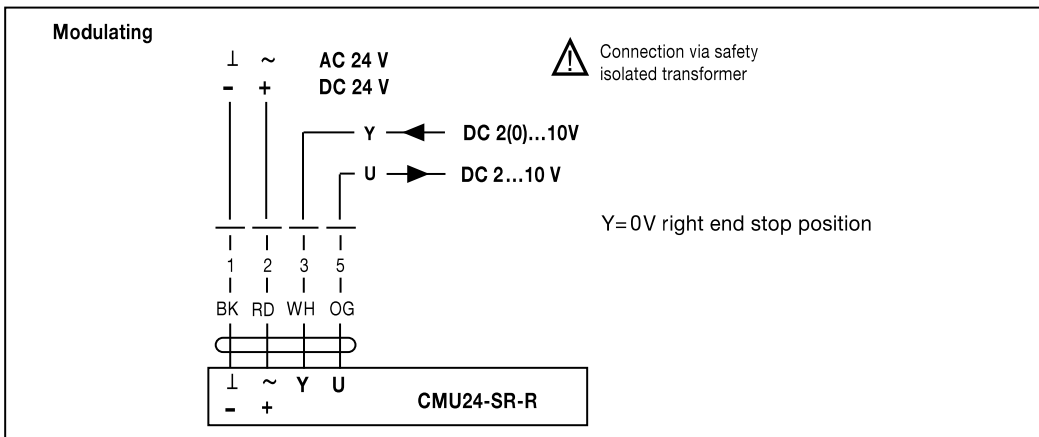 Modulating
⊥ ~ AC 24 V
- + DC 24 V
Connection via safety
isolated transformer
Y DC 2(0)...10V
U DC 2...10 V
Y=0V right end stop position
1 2 3 5
BK RD WH OG
⊥ ~ Y U
- +
CMU24-SR-R